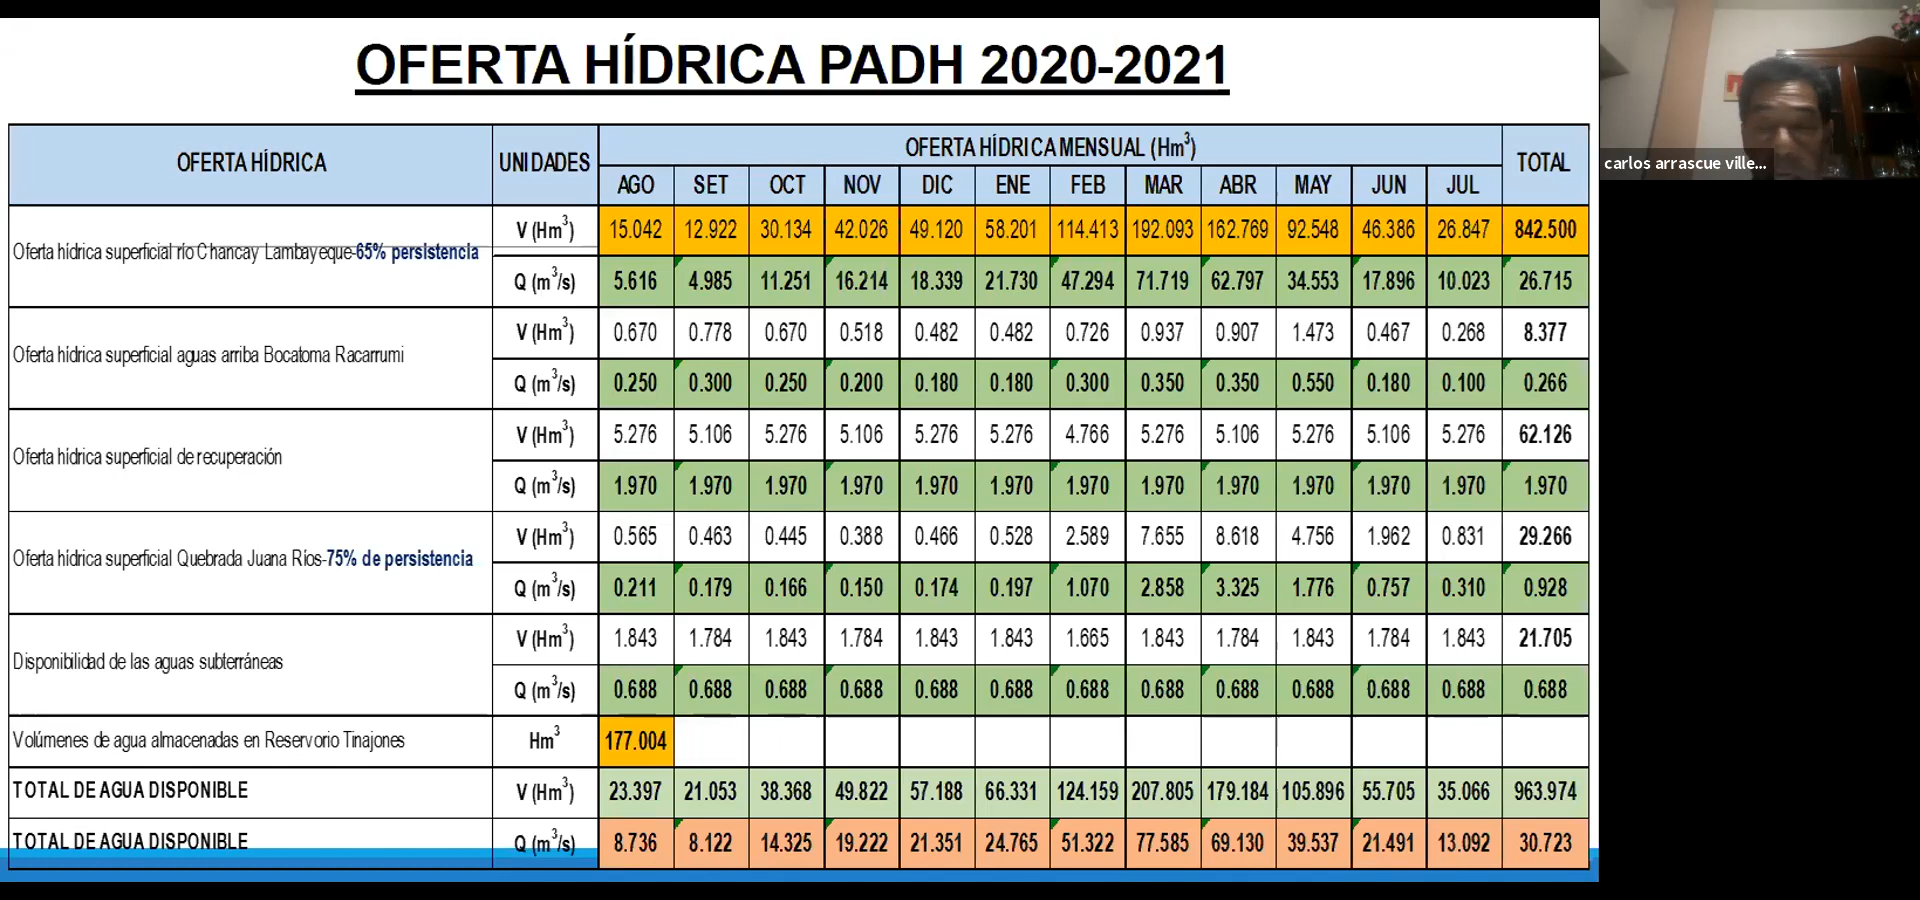 OFERTA HÍDRICA PADH 2020-2021
OFERTA HÍDRICA UNIDADES OFERTA HÍDRICA MENSUAL (Hm³) TOTAL
AGO SET OCT NOV DIC ENE FEB MAR ABR MAY JUN JUL
Oferta hídrica superficial río Chancay Lambayeque-65% persistencia
V (Hm³) 15.042 12.922 30.134 42.026 49.120 58.201 114.413 192.093 162.769 92.548 46.386 26.847 842.500
Q (m³/s) 5.616 4.985 11.251 16.214 18.339 21.730 47.294 71.719 62.797 34.553 17.896 10.023 26.715
Oferta hídrica superficial aguas arriba Bocatoma Racarrumi
V (Hm³) 0.670 0.778 0.670 0.518 0.482 0.482 0.726 0.937 0.907 1.473 0.467 0.268 8.377
Q (m³/s) 0.250 0.300 0.250 0.200 0.180 0.180 0.300 0.350 0.350 0.550 0.180 0.100 0.266
Oferta hídrica superficial de recuperación
V (Hm³) 5.276 5.106 5.276 5.106 5.276 5.276 4.766 5.276 5.106 5.276 5.106 5.276 62.126
Q (m³/s) 1.970 1.970 1.970 1.970 1.970 1.970 1.970 1.970 1.970 1.970 1.970 1.970 1.970
Oferta hídrica superficial Quebrada Juana Ríos-75% de persistencia
V (Hm³) 0.565 0.463 0.445 0.388 0.466 0.528 2.589 7.655 8.618 4.756 1.962 0.831 29.266
Q (m³/s) 0.211 0.179 0.166 0.150 0.174 0.197 1.070 2.858 3.325 1.776 0.757 0.310 0.928
Disponibilidad de las aguas subterráneas
V (Hm³) 1.843 1.784 1.843 1.784 1.843 1.843 1.665 1.843 1.784 1.843 1.784 1.843 21.705
Q (m³/s) 0.688 0.688 0.688 0.688 0.688 0.688 0.688 0.688 0.688 0.688 0.688 0.688 0.688
Volúmenes de agua almacenadas en Reservorio Tinajones Hm³ 177.004
TOTAL DE AGUA DISPONIBLE V (Hm³) 23.397 21.053 38.368 49.822 57.188 66.331 124.159 207.805 179.184 105.896 55.705 35.066 963.974
TOTAL DE AGUA DISPONIBLE Q (m³/s) 8.736 8.122 14.325 19.222 21.351 24.765 51.322 77.585 69.130 39.537 21.491 13.092 30.723
carlos arrascue ville...